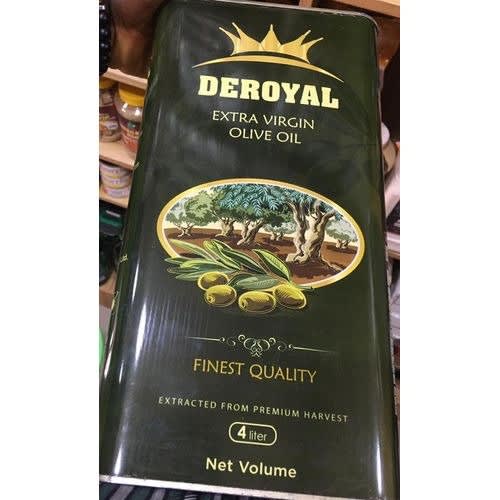 DEROYAL
EXTRA VIRGIN
OLIVE OIL
FINEST QUALITY
EXTRACTED FROM PREMIUM HARVEST
4 liter
Net Volume